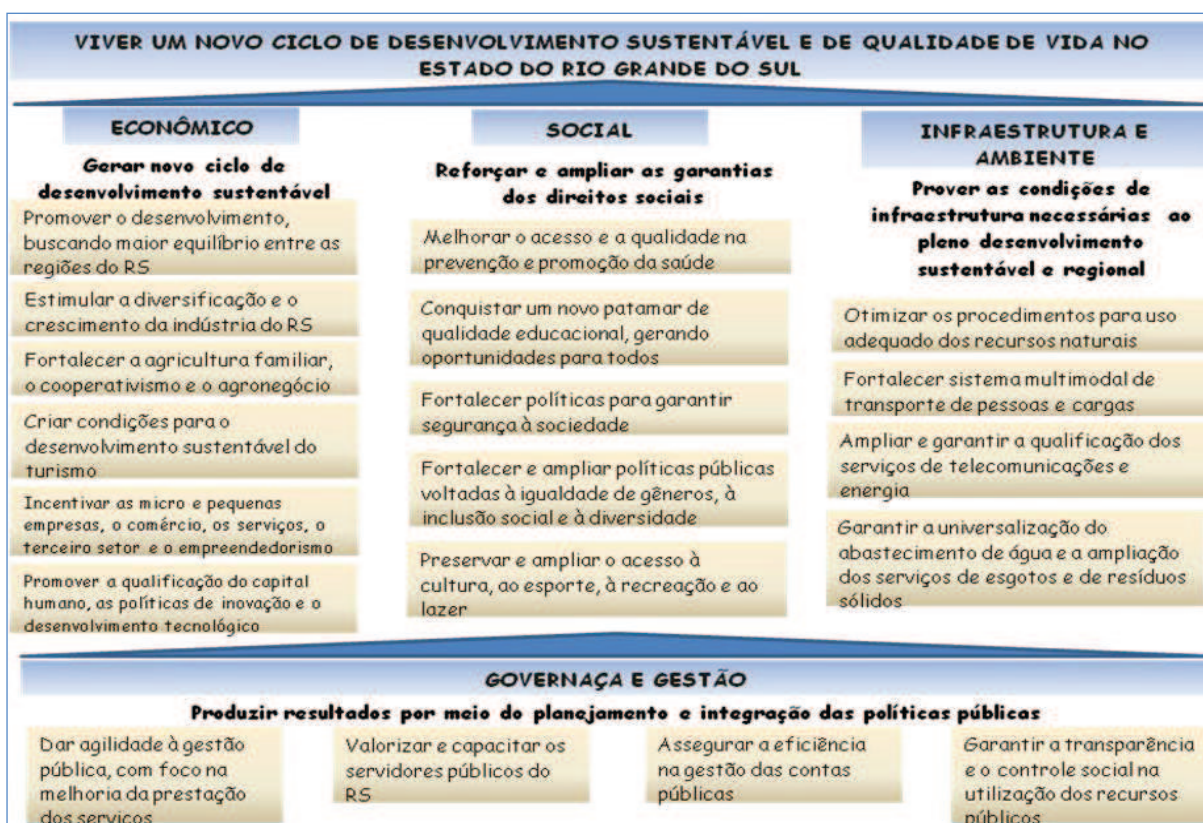 VIVER UM NOVO CICLO DE DESENVOLVIMENTO SUSTENTÁVEL E DE QUALIDADE DE VIDA NO
ESTADO DO RIO GRANDE DO SUL
ECONÔMICO
Gerar novo ciclo de
desenvolvimento sustentável
Promover o desenvolvimento,
buscando maior equilíbrio entre as
regiões do RS
Estimular a diversificação e o
crescimento da indústria do RS
Fortalecer a agricultura familiar,
o cooperativismo e o agronegócio
Criar condições para o
desenvolvimento sustentável do
turismo
Incentivar as micro e pequenas
empresas, o comércio, os serviços, o
terceiro setor e o empreendedorismo
Promover a qualificação do capital
humano, as políticas de inovação e o
desenvolvimento tecnológico
SOCIAL
Reforçar e ampliar as garantias
dos direitos sociais
Melhorar o acesso e a qualidade na
prevenção e promoção da saúde
Conquistar um novo patamar de
qualidade educacional, gerando
oportunidades para todos
Fortalecer políticas para garantir
segurança à sociedade
Fortalecer e ampliar políticas públicas
voltadas à igualdade de gêneros, à
inclusão social e à diversidade
Preservar e ampliar o acesso à
cultura, ao esporte, à recreação e ao
lazer
INFRAESTRUTURA E
AMBIENTE
Prover as condições de
infraestrutura necessárias ao
pleno desenvolvimento
sustentável e regional
Otimizar os procedimentos para uso
adequado dos recursos naturais
Fortalecer sistema multimodal de
transporte de pessoas e cargas
Ampliar e garantir a qualificação dos
serviços de telecomunicações e
energia
Garantir a universalização do
abastecimento de água e a ampliação
dos serviços de esgotos e de resíduos
sólidos
GOVERNAÇA E GESTÃO
Produzir resultados por meio do planejamento e integração das políticas públicas
Dar agilidade à gestão
pública, com foco na
melhoria da prestação
dos serviços
Valorizar e capacitar os
servidores públicos do
RS
Assegurar a eficiência
na gestão das contas
públicas
Garantir a transparência
e o controle social na
utilização dos recursos
públicos